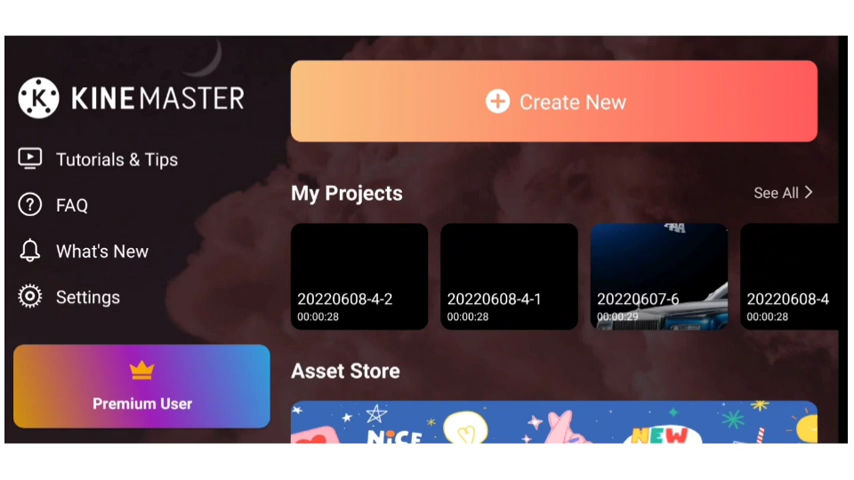 KINEMASTER
Tutorials & Tips
FAQ
What's New
Settings
Premium User
Create New
My Projects
See All
20220608-4-2
00:00:28
20220608-4-1
00:00:28
20220607-6
00:00:29
20220608-4
00:00:28
Asset Store
NiCE
NEW